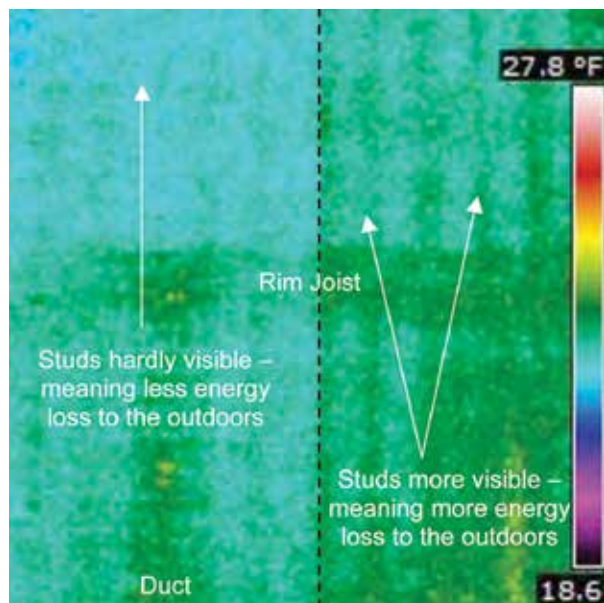 27.8 °F
Rim Joist
Studs hardly visible –
meaning less energy
loss to the outdoors
Studs more visible –
meaning more energy
loss to the outdoors
Duct
18.6